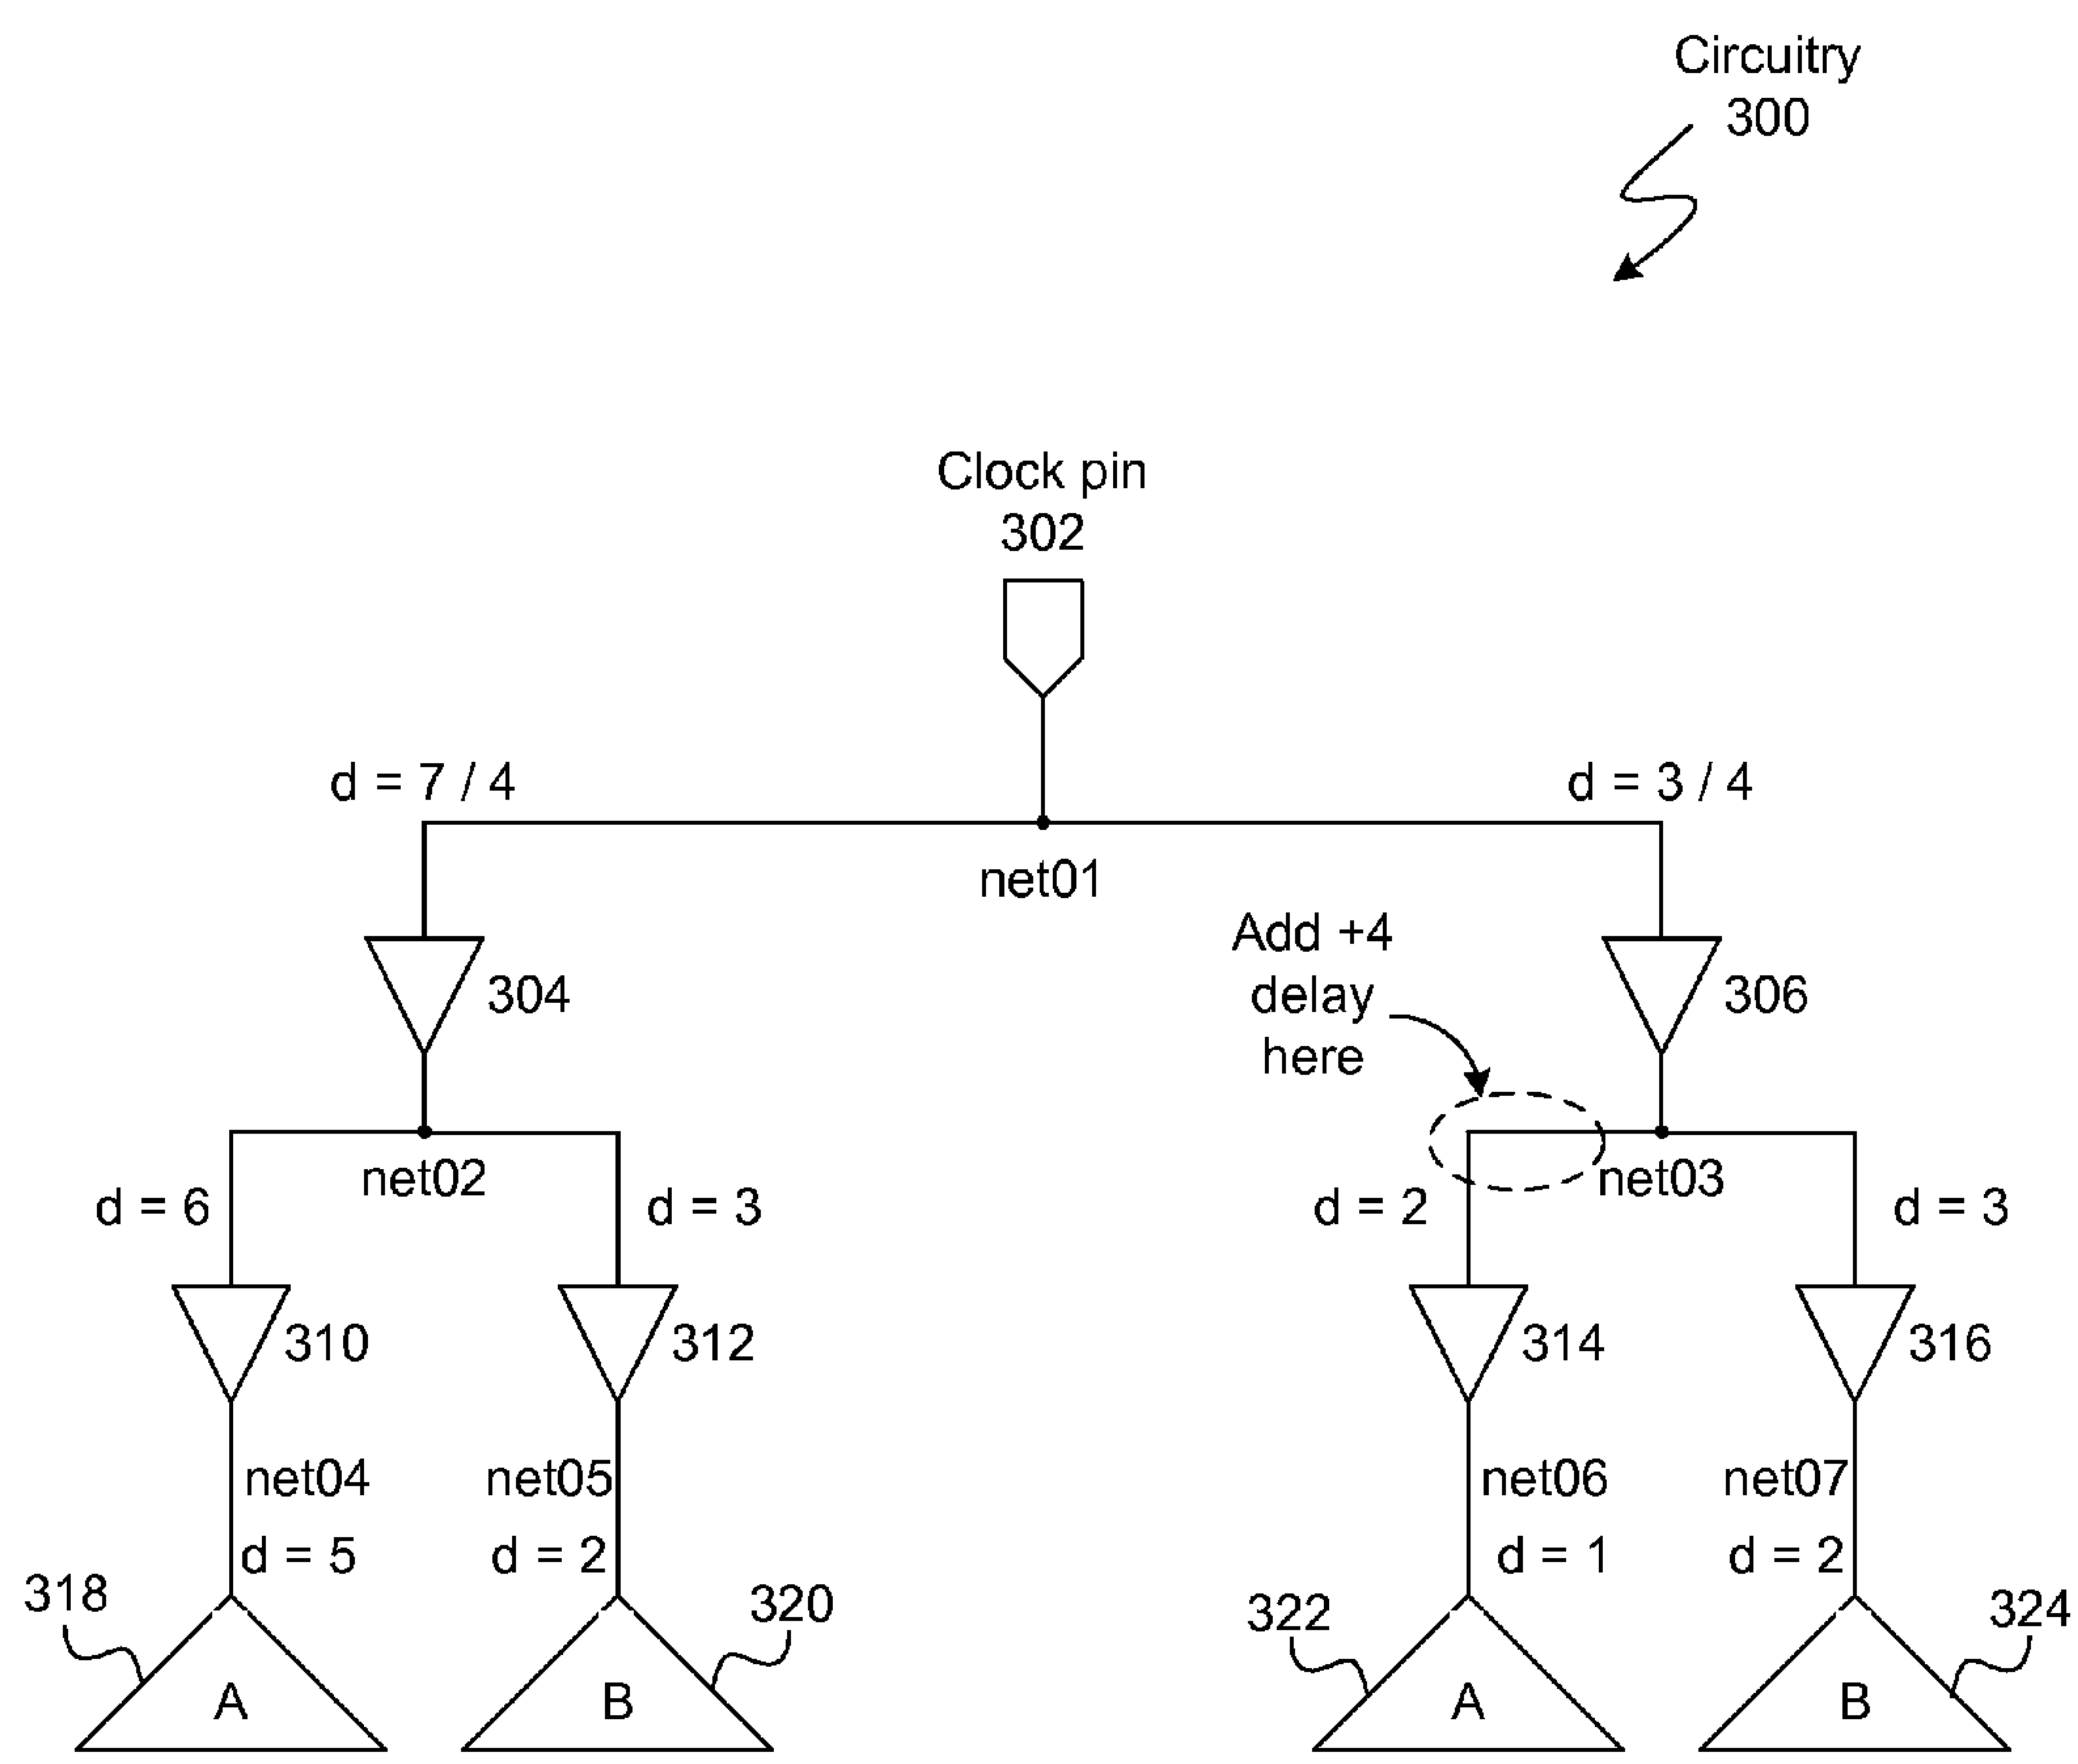 Circuitry
300
Clock pin
302
d = 7 / 4
d = 3 / 4
net01
Add +4
delay
here
304
306
net02
net03
d = 6
d = 3
d = 2
d = 3
310
312
314
316
net04
net05
net06
net07
d = 5
d = 2
d = 1
d = 2
318
320
322
324
A
B
A
B